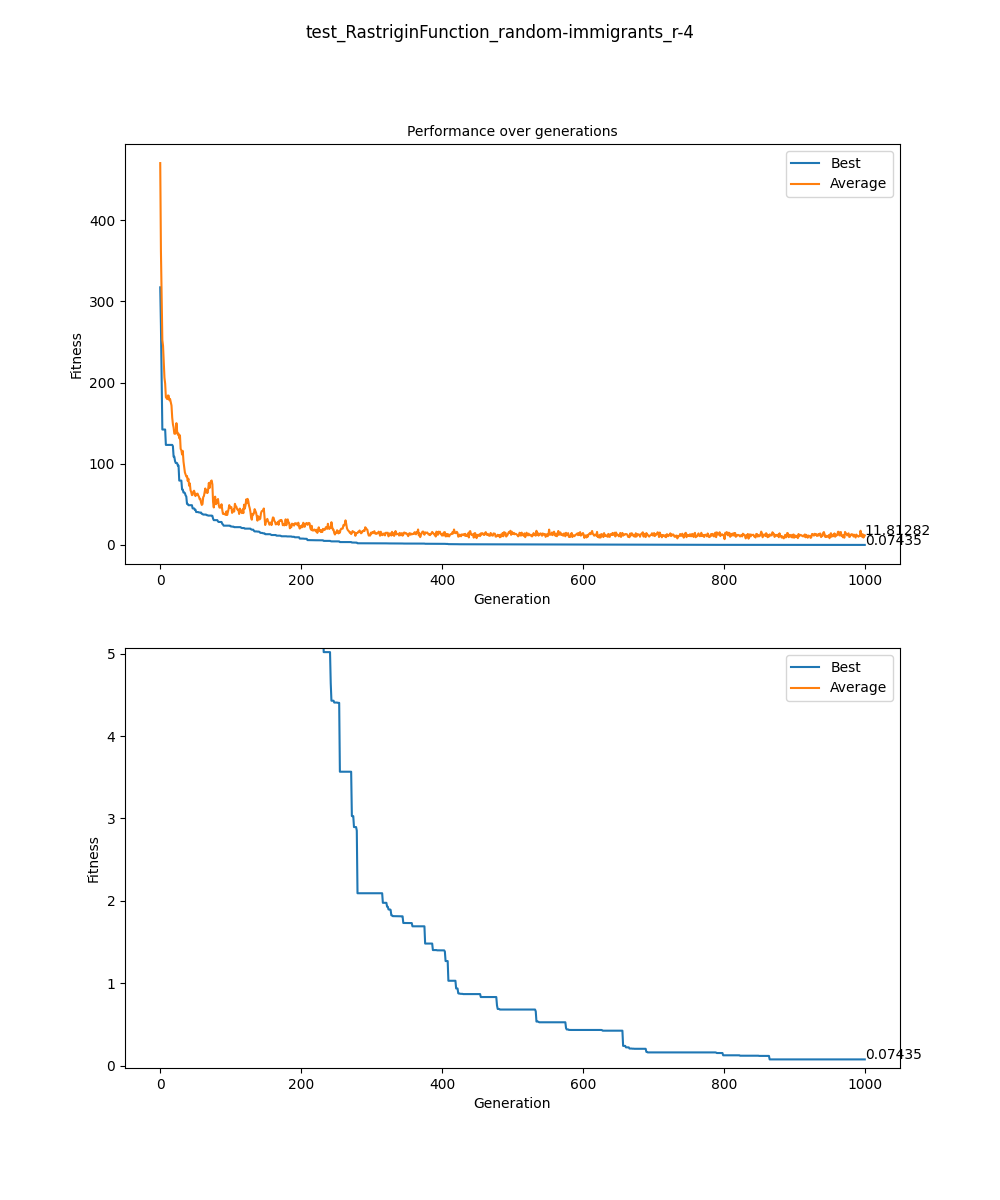 test_RastriginFunction_random-immigrants_r-4
Performance over generations
Best
Average
400
300
200
100
0
Fitness
11.81282
0.07435
0 200 400 600 800 1000
Generation
Best
Average
5
4
3
2
1
0
Fitness
0.07435
0 200 400 600 800 1000
Generation